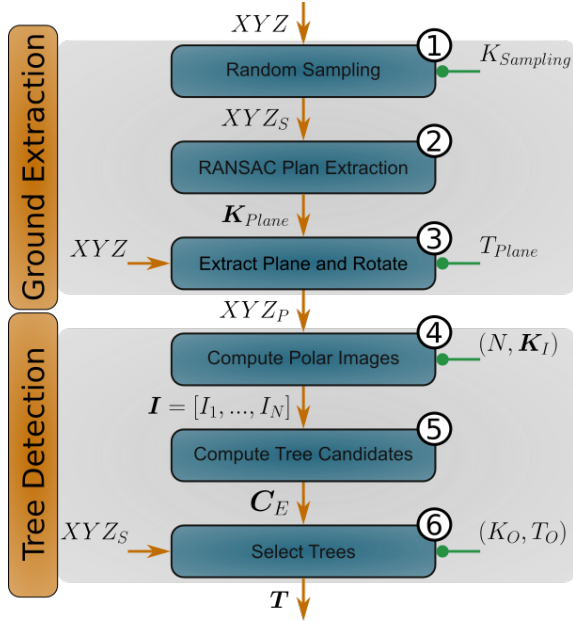 XYZ
1
Random Sampling
K_Sampling
XYZ_S
2
RANSAC Plan Extraction
K_Plane
3
XYZ
Extract Plane and Rotate
T_Plane
Ground Extraction
XYZ_P
4
Compute Polar Images
(N, K_I)
I = [I_1, ..., I_N]
5
Compute Tree Candidates
C_E
6
XYZ_S
Select Trees
(K_O, T_O)
Tree Detection
T